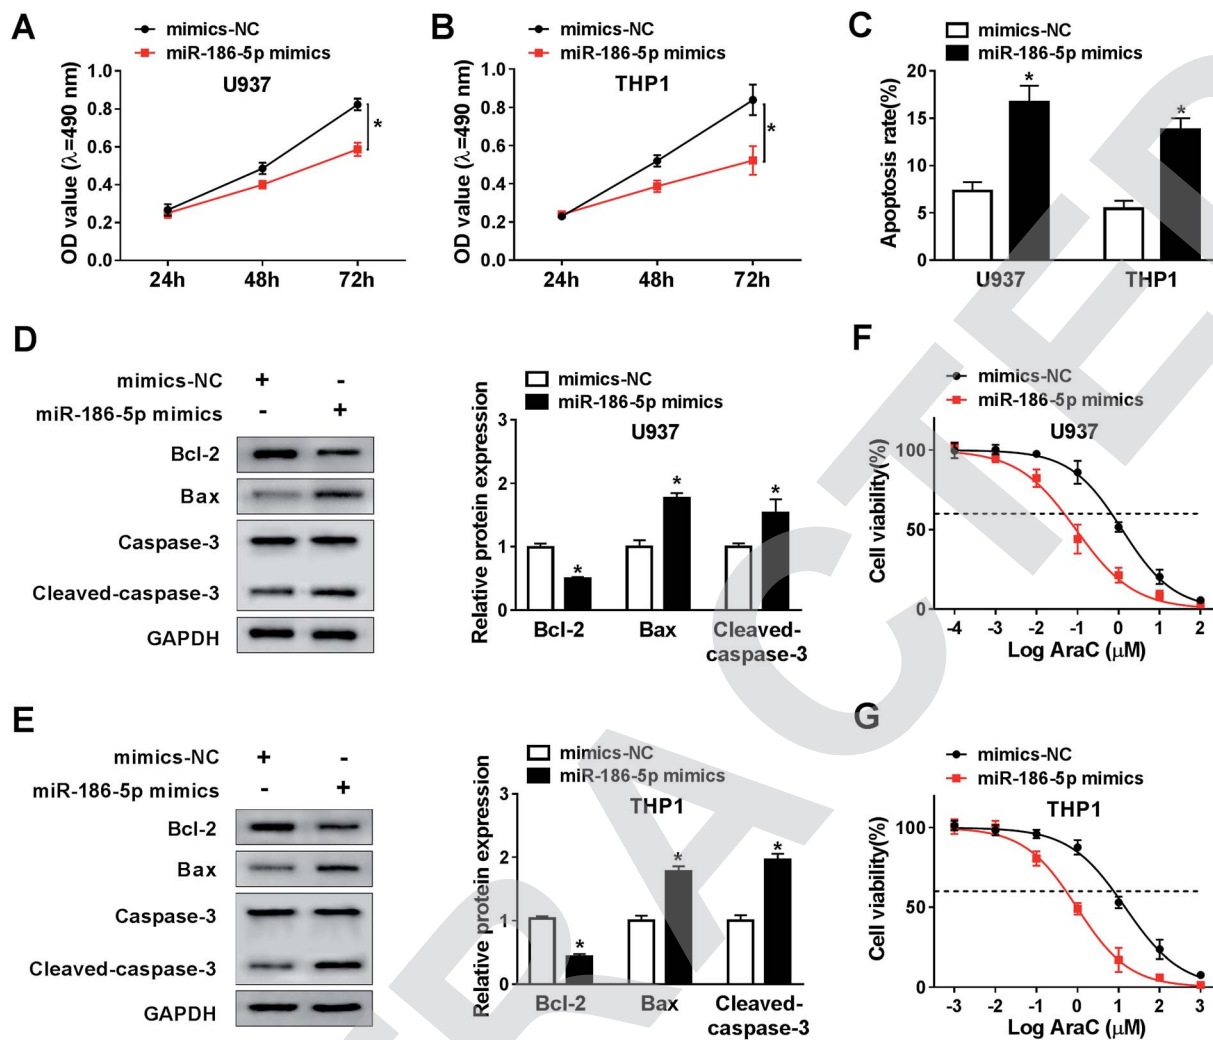 A
mimics-NC
miR-186-5p mimics
U937
OD value (λ=490 nm)
1.0
0.8
0.6
0.4
0.2
0.0
*
24h 48h 72h
B
mimics-NC
miR-186-5p mimics
THP1
OD value (λ=490 nm)
1.0
0.8
0.6
0.4
0.2
0.0
*
24h 48h 72h
C
mimics-NC
miR-186-5p mimics
Apoptosis rate(%)
20
15
10
5
0
* *
U937 THP1
D
mimics-NC + -
miR-186-5p mimics - +
Bcl-2
Bax
Caspase-3
Cleaved-caspase-3
GAPDH
mimics-NC
miR-186-5p mimics
U937
Relative protein expression
3
2
1
0
* * *
Bcl-2 Bax Cleaved-
caspase-3
F
mimics-NC
miR-186-5p mimics
U937
Cell viability(%)
100
50
0
-4 -3 -2 -1 0 1 2
Log AraC (μM)
E
mimics-NC + -
miR-186-5p mimics - +
Bcl-2
Bax
Caspase-3
Cleaved-caspase-3
GAPDH
mimics-NC
miR-186-5p mimics
THP1
Relative protein expression
3
2
1
0
* * *
Bcl-2 Bax Cleaved-
caspase-3
G
mimics-NC
miR-186-5p mimics
THP1
Cell viability(%)
100
50
0
-3 -2 -1 0 1 2 3
Log AraC (μM)
RACTED